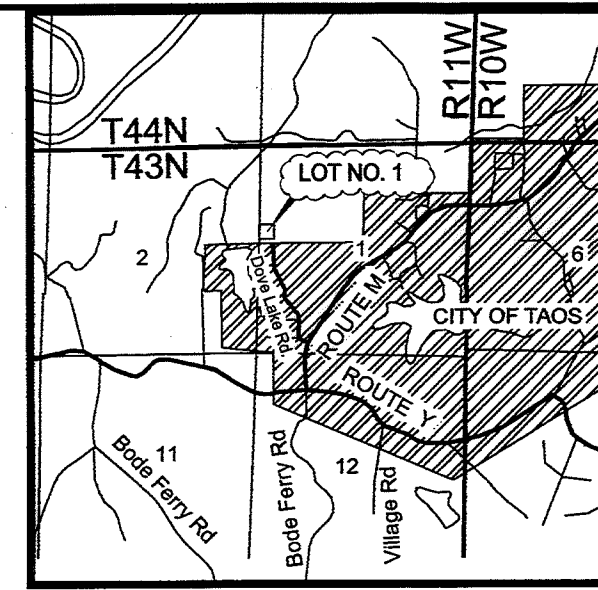 R11W
R10W
T44N
T43N
LOT NO. 1
2
1
6
Dove Lake Rd.
ROUTE M
CITY OF TAOS
ROUTE Y
11
12
Bode Ferry Rd
Bode Ferry Rd
Village Rd